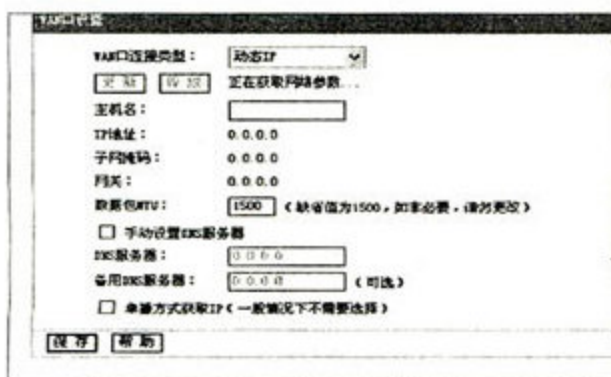 WAN口设置
WAN口连接类型： 动态IP
更新 释放 正在获取网络参数...
主机名：
IP地址： 0.0.0.0
子网掩码： 0.0.0.0
网关： 0.0.0.0
数据包MTU： 1500 （缺省值为1500，如非必要，请勿更改）
手动设置DNS服务器
DNS服务器： 0.0.0.0
备用DNS服务器： 0.0.0.0 （可选）
单播方式获取IP（一般情况下不需要选择）
保存 帮助